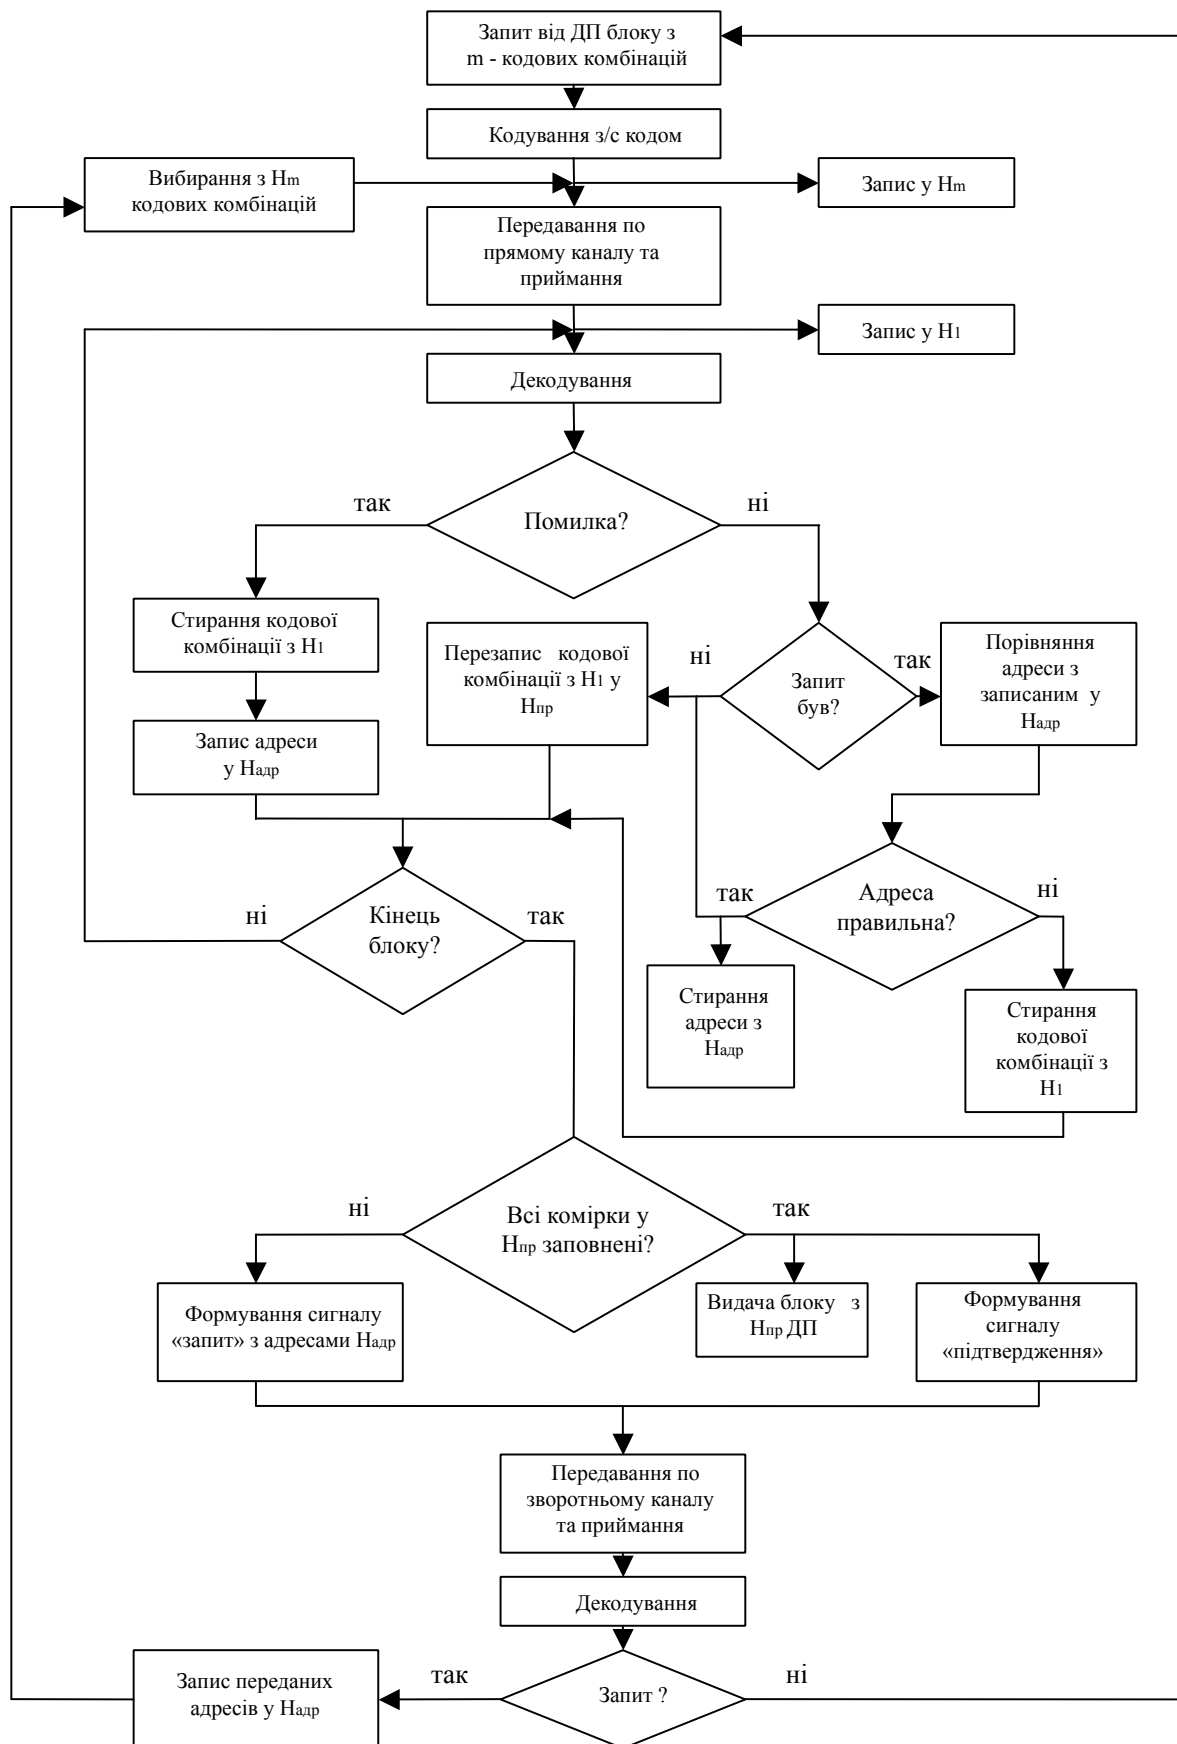 Запит від ДП блоку з
m - кодових комбінацій
Кодування з/с кодом
Вибирання з Hm
кодових комбінацій
Запис у Hm
Передавання по
прямому каналу та
приймання
Запис у H1
Декодування
так
Помилка?
ні
Стирання кодової
комбінації з H1
Перезапис кодової
комбінації з H1 у
Hпр
ні
Запит
був?
так
Порівняння
адреси з
записаним у
Hадр
Запис адреси
у Hадр
ні
Кінець
блоку?
так
так
Адреса
правильна?
ні
Стирання
адреси з
Hадр
Стирання
кодової
комбінації з
H1
ні
Всі комірки у
Hпр заповнені?
так
Формування сигналу
«запит» з адресами Hадр
Видача блоку з
Hпр ДП
Формування
сигналу
«підтвердження»
Передавання по
зворотньому каналу
та приймання
Декодування
Запис переданих
адресів у Hадр
так
Запит ?
ні